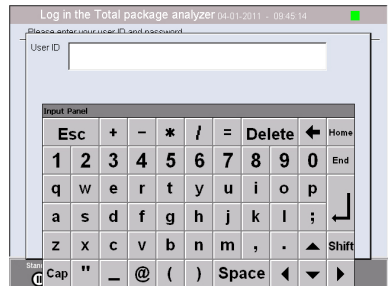 Log in the Total package analyzer 04-01-2011 - 09:45 14
Please enter your user ID and password
User ID
Input Panel
Esc + - * / = Delete 🡸 Home
1 2 3 4 5 6 7 8 9 0 End
q w e r t y u i o p
a s d f g h j k l ;
z x c v b n m , . ▲ Shift
Cap " _ @ ( ) Space ◀ ▼ ▶